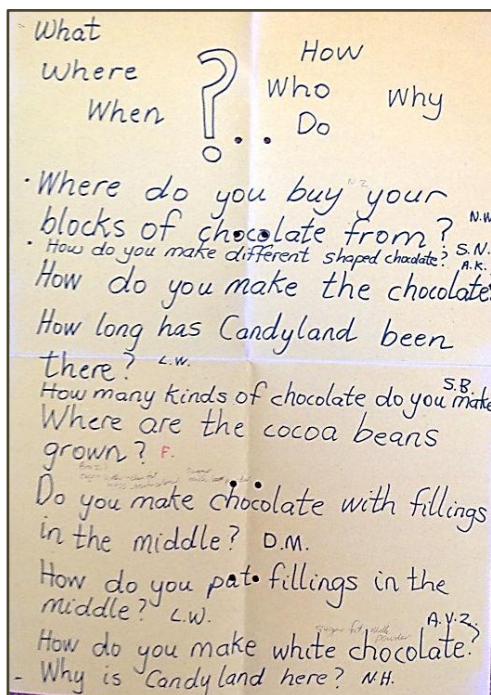 What
How
Where
Who
Why
When
?
Do
Where do you buy N.Z. your
blocks of chocolate from? N.W.
How do you make different shaped chocolate? S.N.
How do you make the chocolate? A.K.
How long has Candyland been
there? L.W.
How many kinds of chocolate do you make S.B.
Where are the cocoa beans
grown? F.
Do you make chocolate with fillings
in the middle? D.M.
How do you pat fillings in the
middle? L.W.
How do you make white chocolate? A.V.Z.
Why is Candyland here? N.H.